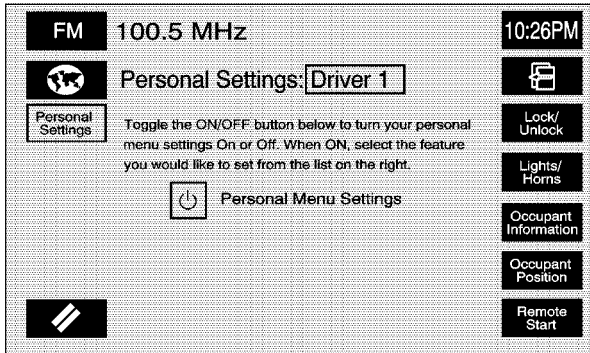 FM
100.5 MHz
10:26PM
Personal Settings: Driver 1
Personal
Settings
Toggle the ON/OFF button below to turn your personal
menu settings On or Off. When ON, select the feature
you would like to set from the list on the right.
Personal Menu Settings
Lock/
Unlock
Lights/
Horns
Occupant
Information
Occupant
Position
Remote
Start